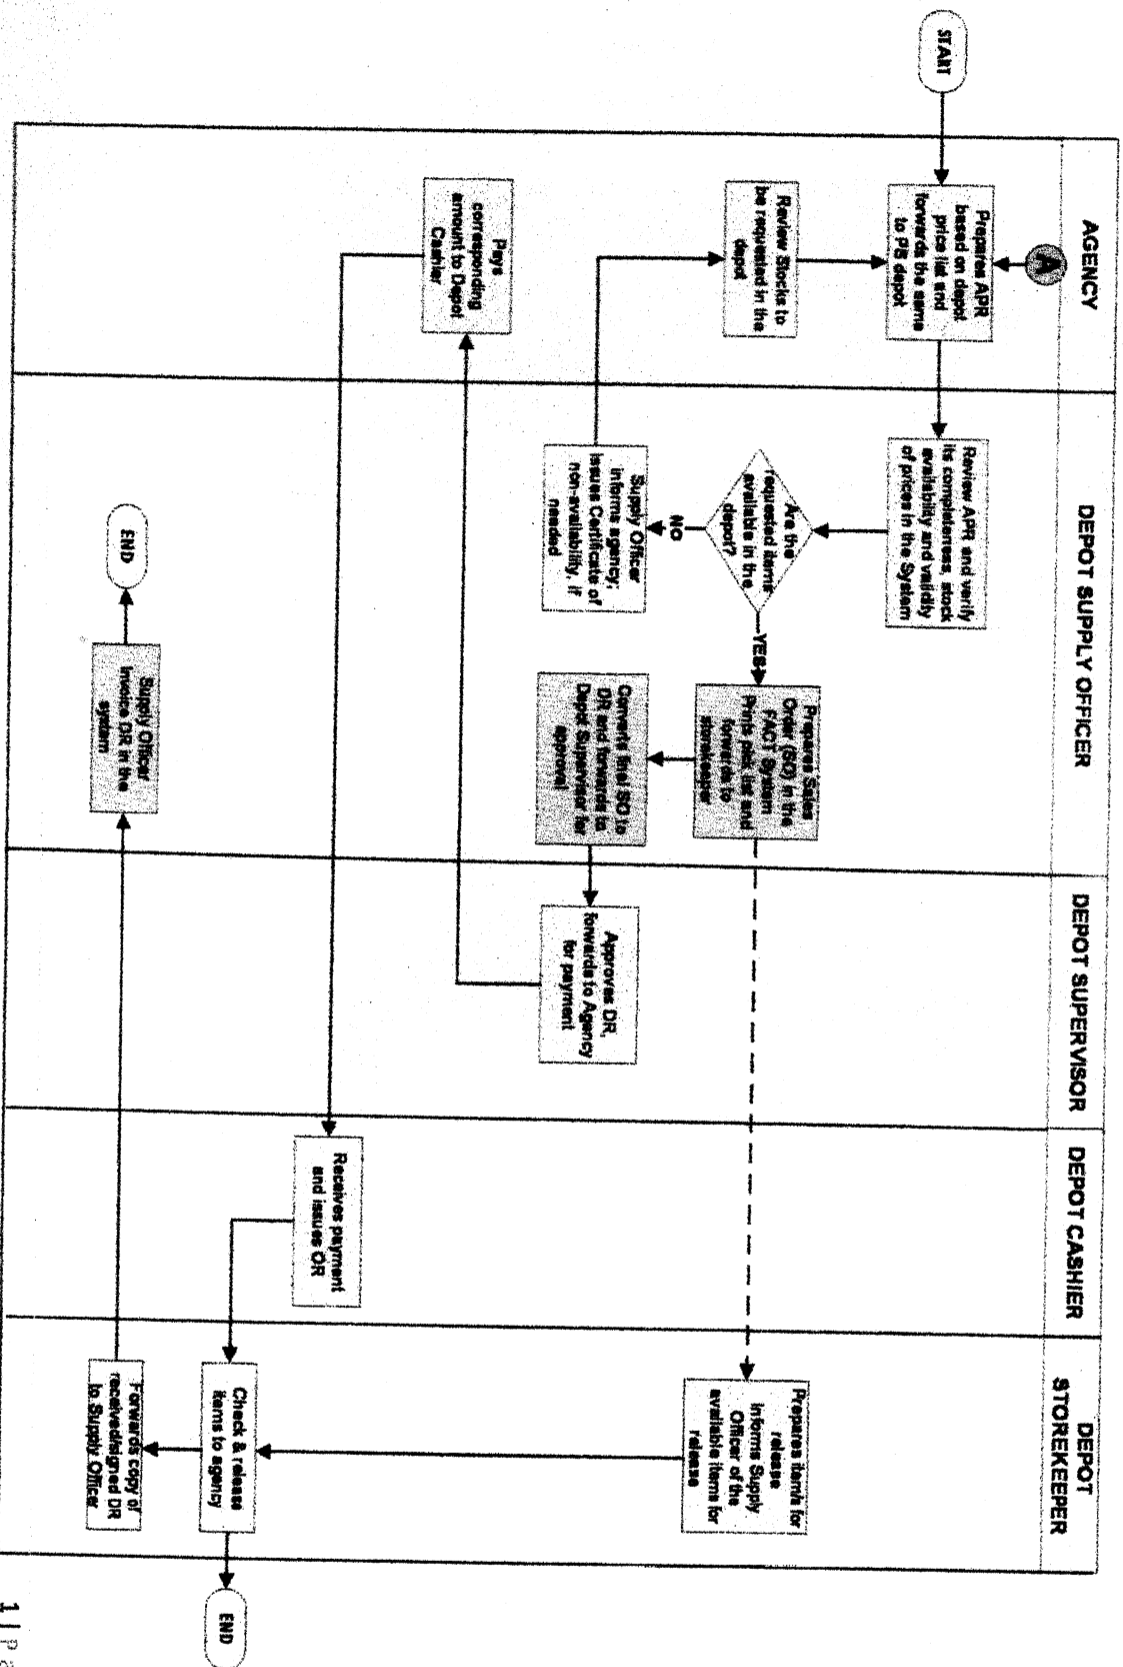 START
AGENCY
A
Prepares APR
based on depot
price list and
forwards the same
to PS depot
Review Stocks to
be requested in the
depot
Pays
corresponding
amount to Depot
Cashier
DEPOT SUPPLY OFFICER
Review APR and verify
its completeness, stock
availability and validity
of prices in the System
Are the
requested items
available in the
depot?
NO
YES
Supply Officer
informs agency;
issues Certificate of
non-availability, if
needed
Prepares Sales
Order (SO) in the
FACT System
Prints pick list and
forwards to
storekeeper
Converts final SO to
DR and forwards to
Depot Supervisor for
approval
END
Supply Officer
Invoice DR in the
system
DEPOT SUPERVISOR
Approves DR,
forwards to Agency
for payment
DEPOT CASHIER
Receives payment
and issues OR
DEPOT
STOREKEEPER
Prepares item/s for
release
Informs Supply
Officer of the
available items for
release
Check & release
items to agency
Forwards copy of
received/signed DR
to Supply Officer
END
1 | P a